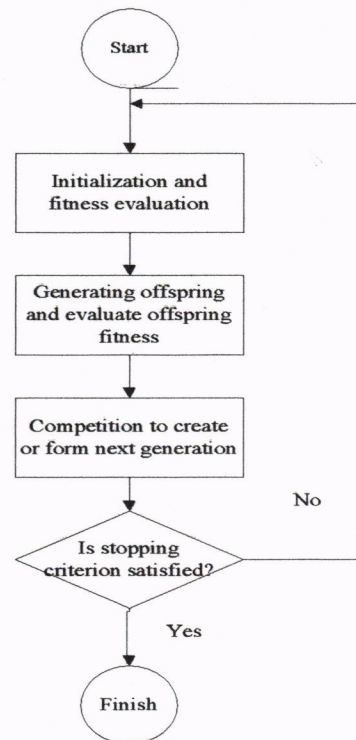 Start
Initialization and
fitness evaluation
Generating offspring
and evaluate offspring
fitness
Competition to create
or form next generation
No
Is stopping
criterion satisfied?
Yes
Finish